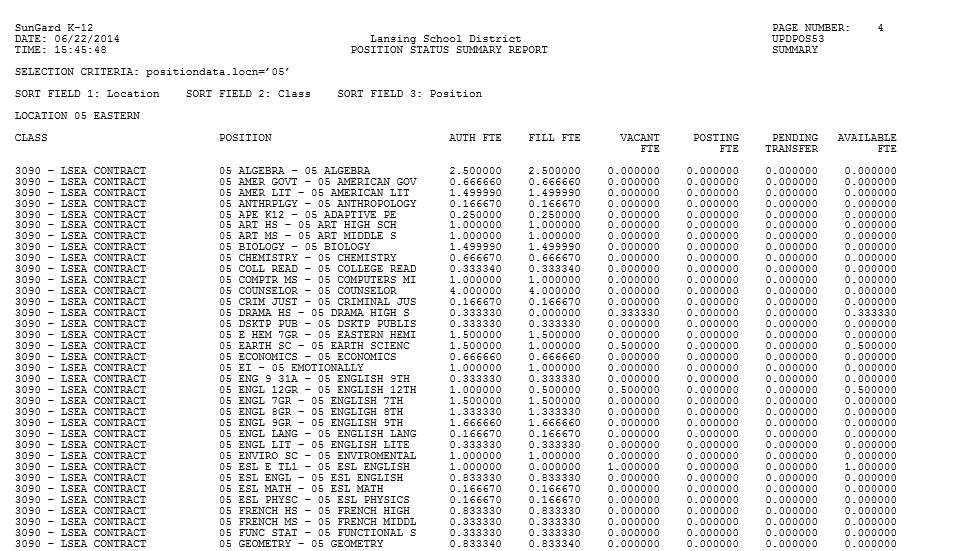 SunGard K-12 PAGE NUMBER: 4
DATE: 06/22/2014 Lansing School District UPDPOS53
TIME: 15:45:48 POSITION STATUS SUMMARY REPORT SUMMARY
SELECTION CRITERIA: positiondata.locn='05'
SORT FIELD 1: Location SORT FIELD 2: Class SORT FIELD 3: Position
LOCATION 05 EASTERN
CLASS POSITION AUTH FTE FILL FTE VACANT POSTING PENDING AVAILABLE
FTE FTE TRANSFER FTE
3090 - LSEA CONTRACT 05 ALGEBRA - 05 ALGEBRA 2.500000 2.500000 0.000000 0.000000 0.000000 0.000000
3090 - LSEA CONTRACT 05 AMER GOVT - 05 AMERICAN GOV 0.666660 0.666660 0.000000 0.000000 0.000000 0.000000
3090 - LSEA CONTRACT 05 AMER LIT - 05 AMERICAN LIT 1.499990 1.499990 0.000000 0.000000 0.000000 0.000000
3090 - LSEA CONTRACT 05 ANTHRPLGY - 05 ANTHROPOLOGY 0.166670 0.166670 0.000000 0.000000 0.000000 0.000000
3090 - LSEA CONTRACT 05 APE K12 - 05 ADAPTIVE PE 0.250000 0.250000 0.000000 0.000000 0.000000 0.000000
3090 - LSEA CONTRACT 05 ART HS - 05 ART HIGH SCH 1.000000 1.000000 0.000000 0.000000 0.000000 0.000000
3090 - LSEA CONTRACT 05 ART MS - 05 ART MIDDLE S 1.000000 1.000000 0.000000 0.000000 0.000000 0.000000
3090 - LSEA CONTRACT 05 BIOLOGY - 05 BIOLOGY 1.499990 1.499990 0.000000 0.000000 0.000000 0.000000
3090 - LSEA CONTRACT 05 CHEMISTRY - 05 CHEMISTRY 0.666660 0.666660 0.000000 0.000000 0.000000 0.000000
3090 - LSEA CONTRACT 05 COLL READ - 05 COLLEGE READ 0.333340 0.333340 0.000000 0.000000 0.000000 0.000000
3090 - LSEA CONTRACT 05 COMPTR MS - 05 COMPUTERS MI 1.000000 1.000000 0.000000 0.000000 0.000000 0.000000
3090 - LSEA CONTRACT 05 COUNSELOR - 05 COUNSELOR 4.000000 4.000000 0.000000 0.000000 0.000000 0.000000
3090 - LSEA CONTRACT 05 CRIM JUST - 05 CRIMINAL JUS 0.166670 0.166670 0.000000 0.000000 0.000000 0.000000
3090 - LSEA CONTRACT 05 DRAMA HS - 05 DRAMA HIGH S 0.333330 0.000000 0.333330 0.000000 0.000000 0.333330
3090 - LSEA CONTRACT 05 DSKTP PUB - 05 DSKTOP PUBLIS 0.333330 0.333330 0.000000 0.000000 0.000000 0.000000
3090 - LSEA CONTRACT 05 E HEM 7GR - 05 EASTERN HEMI 1.500000 1.500000 0.000000 0.000000 0.000000 0.000000
3090 - LSEA CONTRACT 05 EARTH SC - 05 EARTH SCIENC 1.500000 1.000000 0.500000 0.000000 0.000000 0.500000
3090 - LSEA CONTRACT 05 ECONOMICS - 05 ECONOMICS 0.666660 0.666660 0.000000 0.000000 0.000000 0.000000
3090 - LSEA CONTRACT 05 EI - 05 EMOTIONALLY 1.000000 1.000000 0.000000 0.000000 0.000000 0.000000
3090 - LSEA CONTRACT 05 ENG 9 31A - 05 ENGLISH 9TH 0.333330 0.333330 0.000000 0.000000 0.000000 0.000000
3090 - LSEA CONTRACT 05 ENGL 12GR - 05 ENGLISH 12TH 1.000000 0.500000 0.500000 0.000000 0.000000 0.500000
3090 - LSEA CONTRACT 05 ENGL 7GR - 05 ENGLISH 7TH 1.500000 1.500000 0.000000 0.000000 0.000000 0.000000
3090 - LSEA CONTRACT 05 ENGL 8GR - 05 ENGLIGH 8TH 1.333330 1.333330 0.000000 0.000000 0.000000 0.000000
3090 - LSEA CONTRACT 05 ENGL 9GR - 05 ENGLISH 9TH 1.666660 1.666660 0.000000 0.000000 0.000000 0.000000
3090 - LSEA CONTRACT 05 ENGL LANG - 05 ENGLISH LANG 0.166670 0.166670 0.000000 0.000000 0.000000 0.000000
3090 - LSEA CONTRACT 05 ENGL LIT - 05 ENGLISH LITE 0.333330 0.333330 0.000000 0.000000 0.000000 0.000000
3090 - LSEA CONTRACT 05 ENVIRO SC - 05 ENVIROMENTAL 1.000000 1.000000 0.000000 0.000000 0.000000 0.000000
3090 - LSEA CONTRACT 05 ESL E TL1 - 05 ESL ENGLISH 1.000000 0.000000 1.000000 0.000000 0.000000 1.000000
3090 - LSEA CONTRACT 05 ESL ENGL - 05 ESL ENGLISH 0.833330 0.833330 0.000000 0.000000 0.000000 0.000000
3090 - LSEA CONTRACT 05 ESL MATH - 05 ESL MATH 0.166670 0.166670 0.000000 0.000000 0.000000 0.000000
3090 - LSEA CONTRACT 05 ESL PHYSC - 05 ESL PHYSICS 0.166670 0.166670 0.000000 0.000000 0.000000 0.000000
3090 - LSEA CONTRACT 05 FRENCH HS - 05 FRENCH HIGH 0.833330 0.833330 0.000000 0.000000 0.000000 0.000000
3090 - LSEA CONTRACT 05 FRENCH MS - 05 FRENCH MIDDL 0.333330 0.333330 0.000000 0.000000 0.000000 0.000000
3090 - LSEA CONTRACT 05 FUNC STAT - 05 FUNCTIONAL S 0.333330 0.333330 0.000000 0.000000 0.000000 0.000000
3090 - LSEA CONTRACT 05 GEOMETRY - 05 GEOMETRY 0.833340 0.833340 0.000000 0.000000 0.000000 0.000000